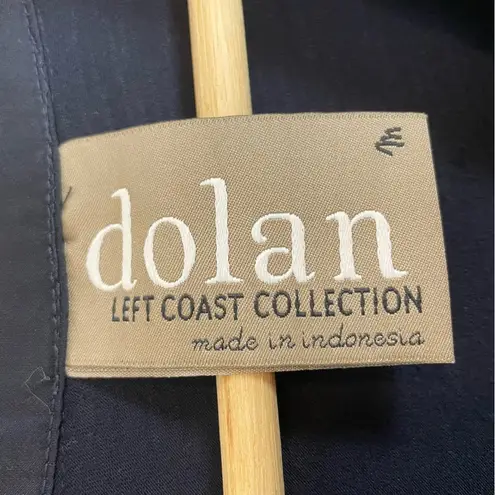 dolan
LEFT COAST COLLECTION
made in indonesia